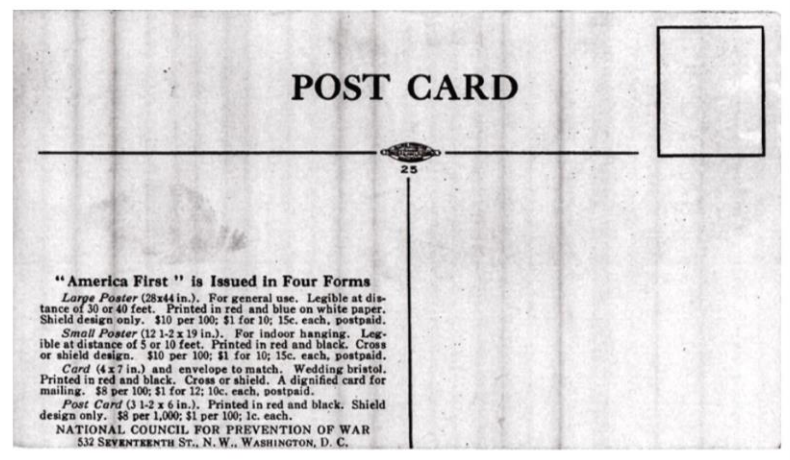 POST CARD
25
"America First" is Issued in Four Forms
Large Poster (28x44 in.). For general use. Legible at dis-
tance of 30 or 40 feet. Printed in red and blue on white paper.
Shield design only. $10 per 100; $1 for 10; 15c. each, postpaid.
Small Poster (12 1-2 x 19 in.). For indoor hanging. Leg-
ible at distance of 5 or 10 feet. Printed in red and black. Cross
or shield design. $10 per 100; $1 for 10; 15c. each, postpaid.
Card (4 x 7 in.) and envelope to match. Wedding bristol.
Printed in red and black. Cross or shield. A dignified card for
mailing. $8 per 100; $1 for 12; 10c. each, postpaid.
Post Card (3 1-2 x 6 in.). Printed in red and black. Shield
design only. $8 per 1,000; $1 per 100; 1c. each.
NATIONAL COUNCIL FOR PREVENTION OF WAR
532 SEVENTEENTH ST., N. W., WASHINGTON, D. C.